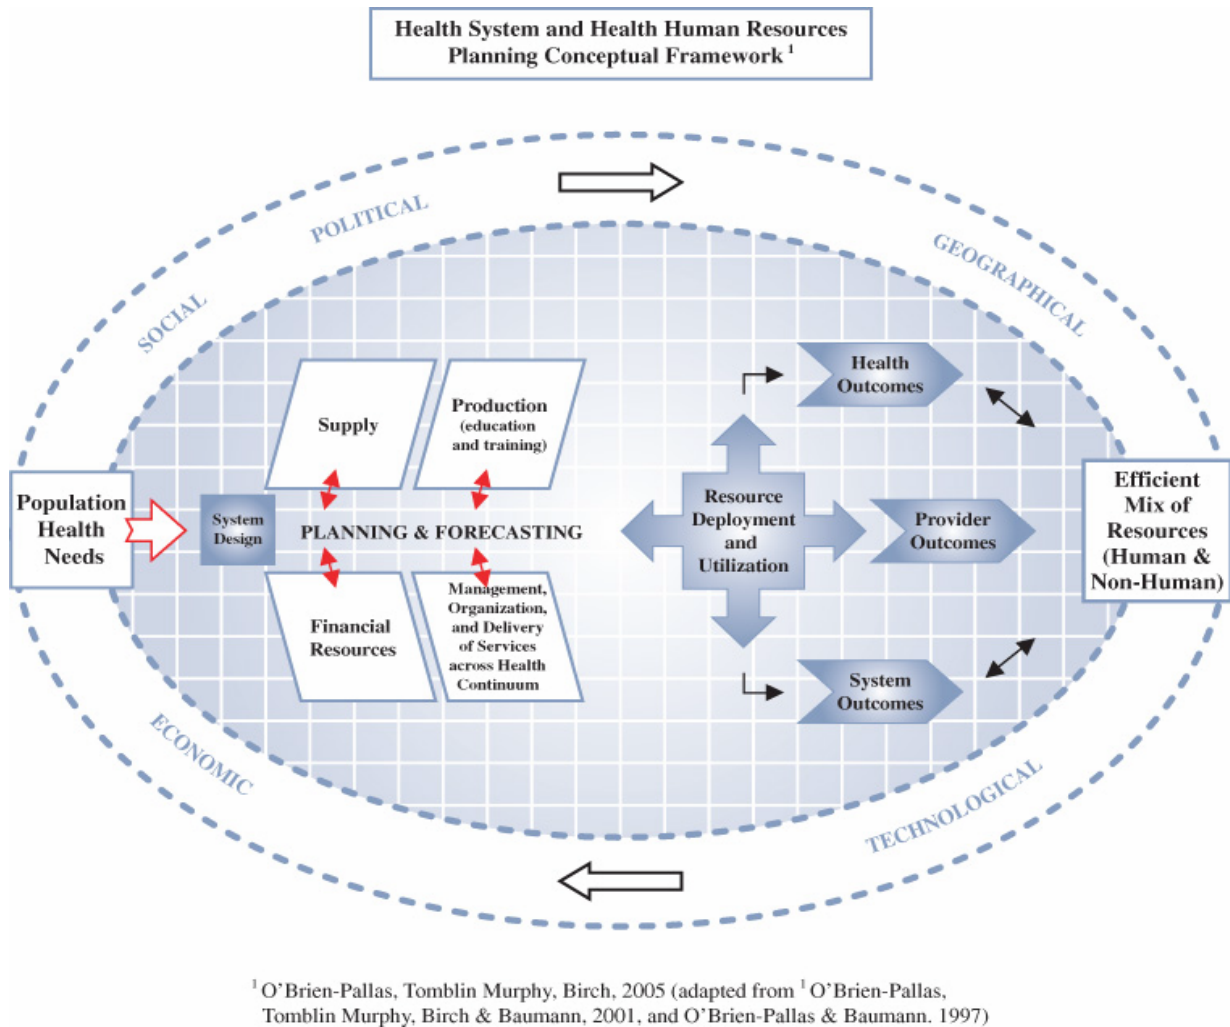 Health System and Health Human Resources
Planning Conceptual Framework 1
POLITICAL
SOCIAL
GEOGRAPHICAL
Supply
Production
(education
and training)
Health
Outcomes
Population
Health
Needs
System
Design
PLANNING & FORECASTING
Resource
Deployment
and
Utilization
Provider
Outcomes
Efficient
Mix of
Resources
(Human &
Non-Human)
Financial
Resources
Management,
Organization,
and Delivery
of Services
across Health
Continuum
System
Outcomes
ECONOMIC
TECHNOLOGICAL
1 O'Brien-Pallas, Tomblin Murphy, Birch, 2005 (adapted from 1 O'Brien-Pallas,
Tomblin Murphy, Birch & Baumann, 2001, and O'Brien-Pallas & Baumann. 1997)